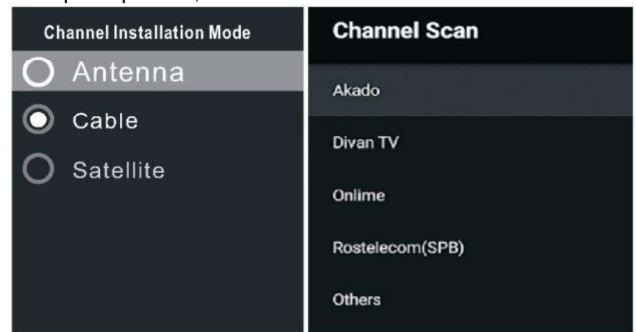 Channel Installation Mode
Antenna
Cable
Satellite
Channel Scan
Akado
Divan TV
Onlime
Rostelecom(SPB)
Others